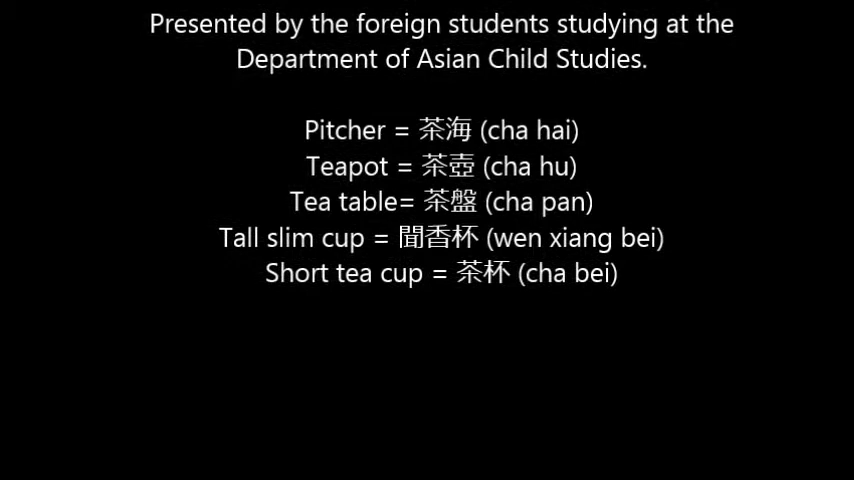 Presented by the foreign students studying at the
Department of Asian Child Studies.
Pitcher = 茶海 (cha hai)
Teapot = 茶壺 (cha hu)
Tea table= 茶盤 (cha pan)
Tall slim cup = 聞香杯 (wen xiang bei)
Short tea cup = 茶杯 (cha bei)